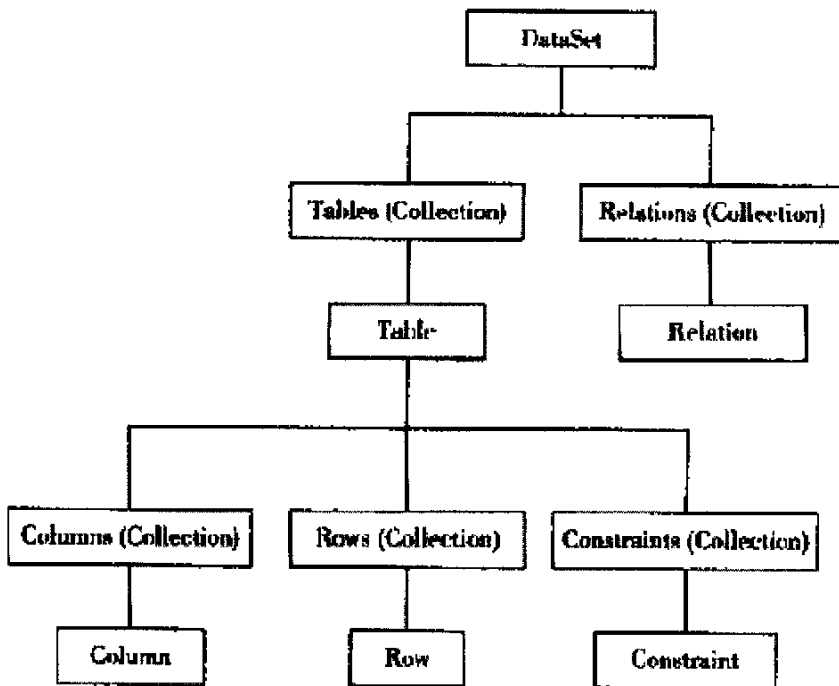 DataSet
Tables (Collection)
Relations (Collection)
Table
Relation
Columns (Collection)
Rows (Collection)
Constraints (Collection)
Column
Row
Constraint